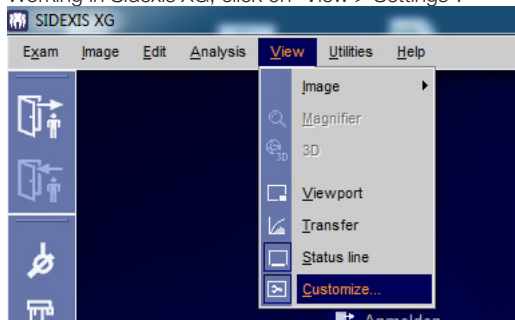 Working in Sidexis XG, click on "View > Settings".
SIDEXIS XG
Exam Image Edit Analysis View Utilities Help
Image
Magnifier
3D
3D
Viewport
Transfer
Status line
Customize...
Anmelden